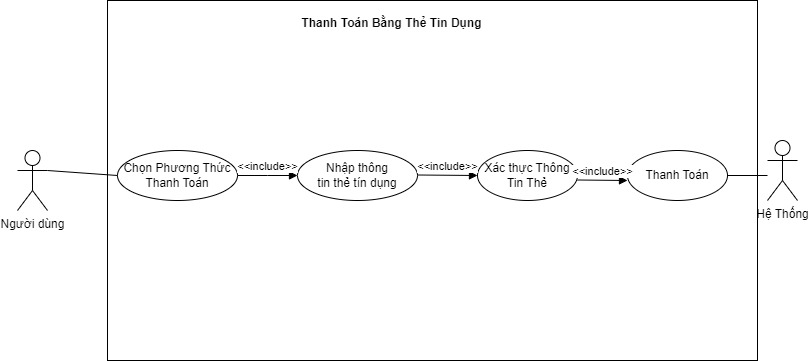 Thanh Toán Bằng Thẻ Tin Dụng
Chọn Phương Thức
Thanh Toán
<<include>>
Nhập thông
tin thẻ tín dụng
<<include>>
Xác thực Thông
Tin Thẻ
<<include>>
Thanh Toán
Người dùng
Hệ Thống